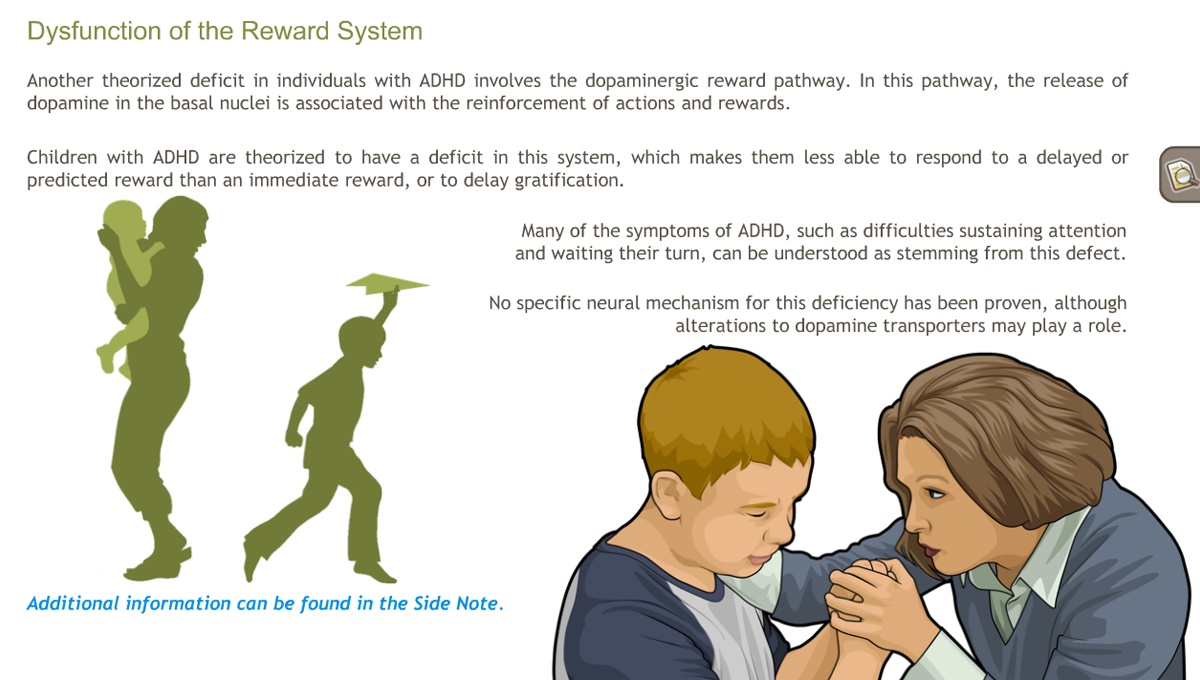 Dysfunction of the Reward System
Another theorized deficit in individuals with ADHD involves the dopaminergic reward pathway. In this pathway, the release of
dopamine in the basal nuclei is associated with the reinforcement of actions and rewards.
Children with ADHD are theorized to have a deficit in this system, which makes them less able to respond to a delayed or
predicted reward than an immediate reward, or to delay gratification.
Many of the symptoms of ADHD, such as difficulties sustaining attention
and waiting their turn, can be understood as stemming from this defect.
No specific neural mechanism for this deficiency has been proven, although
alterations to dopamine transporters may play a role.
Additional information can be found in the Side Note.